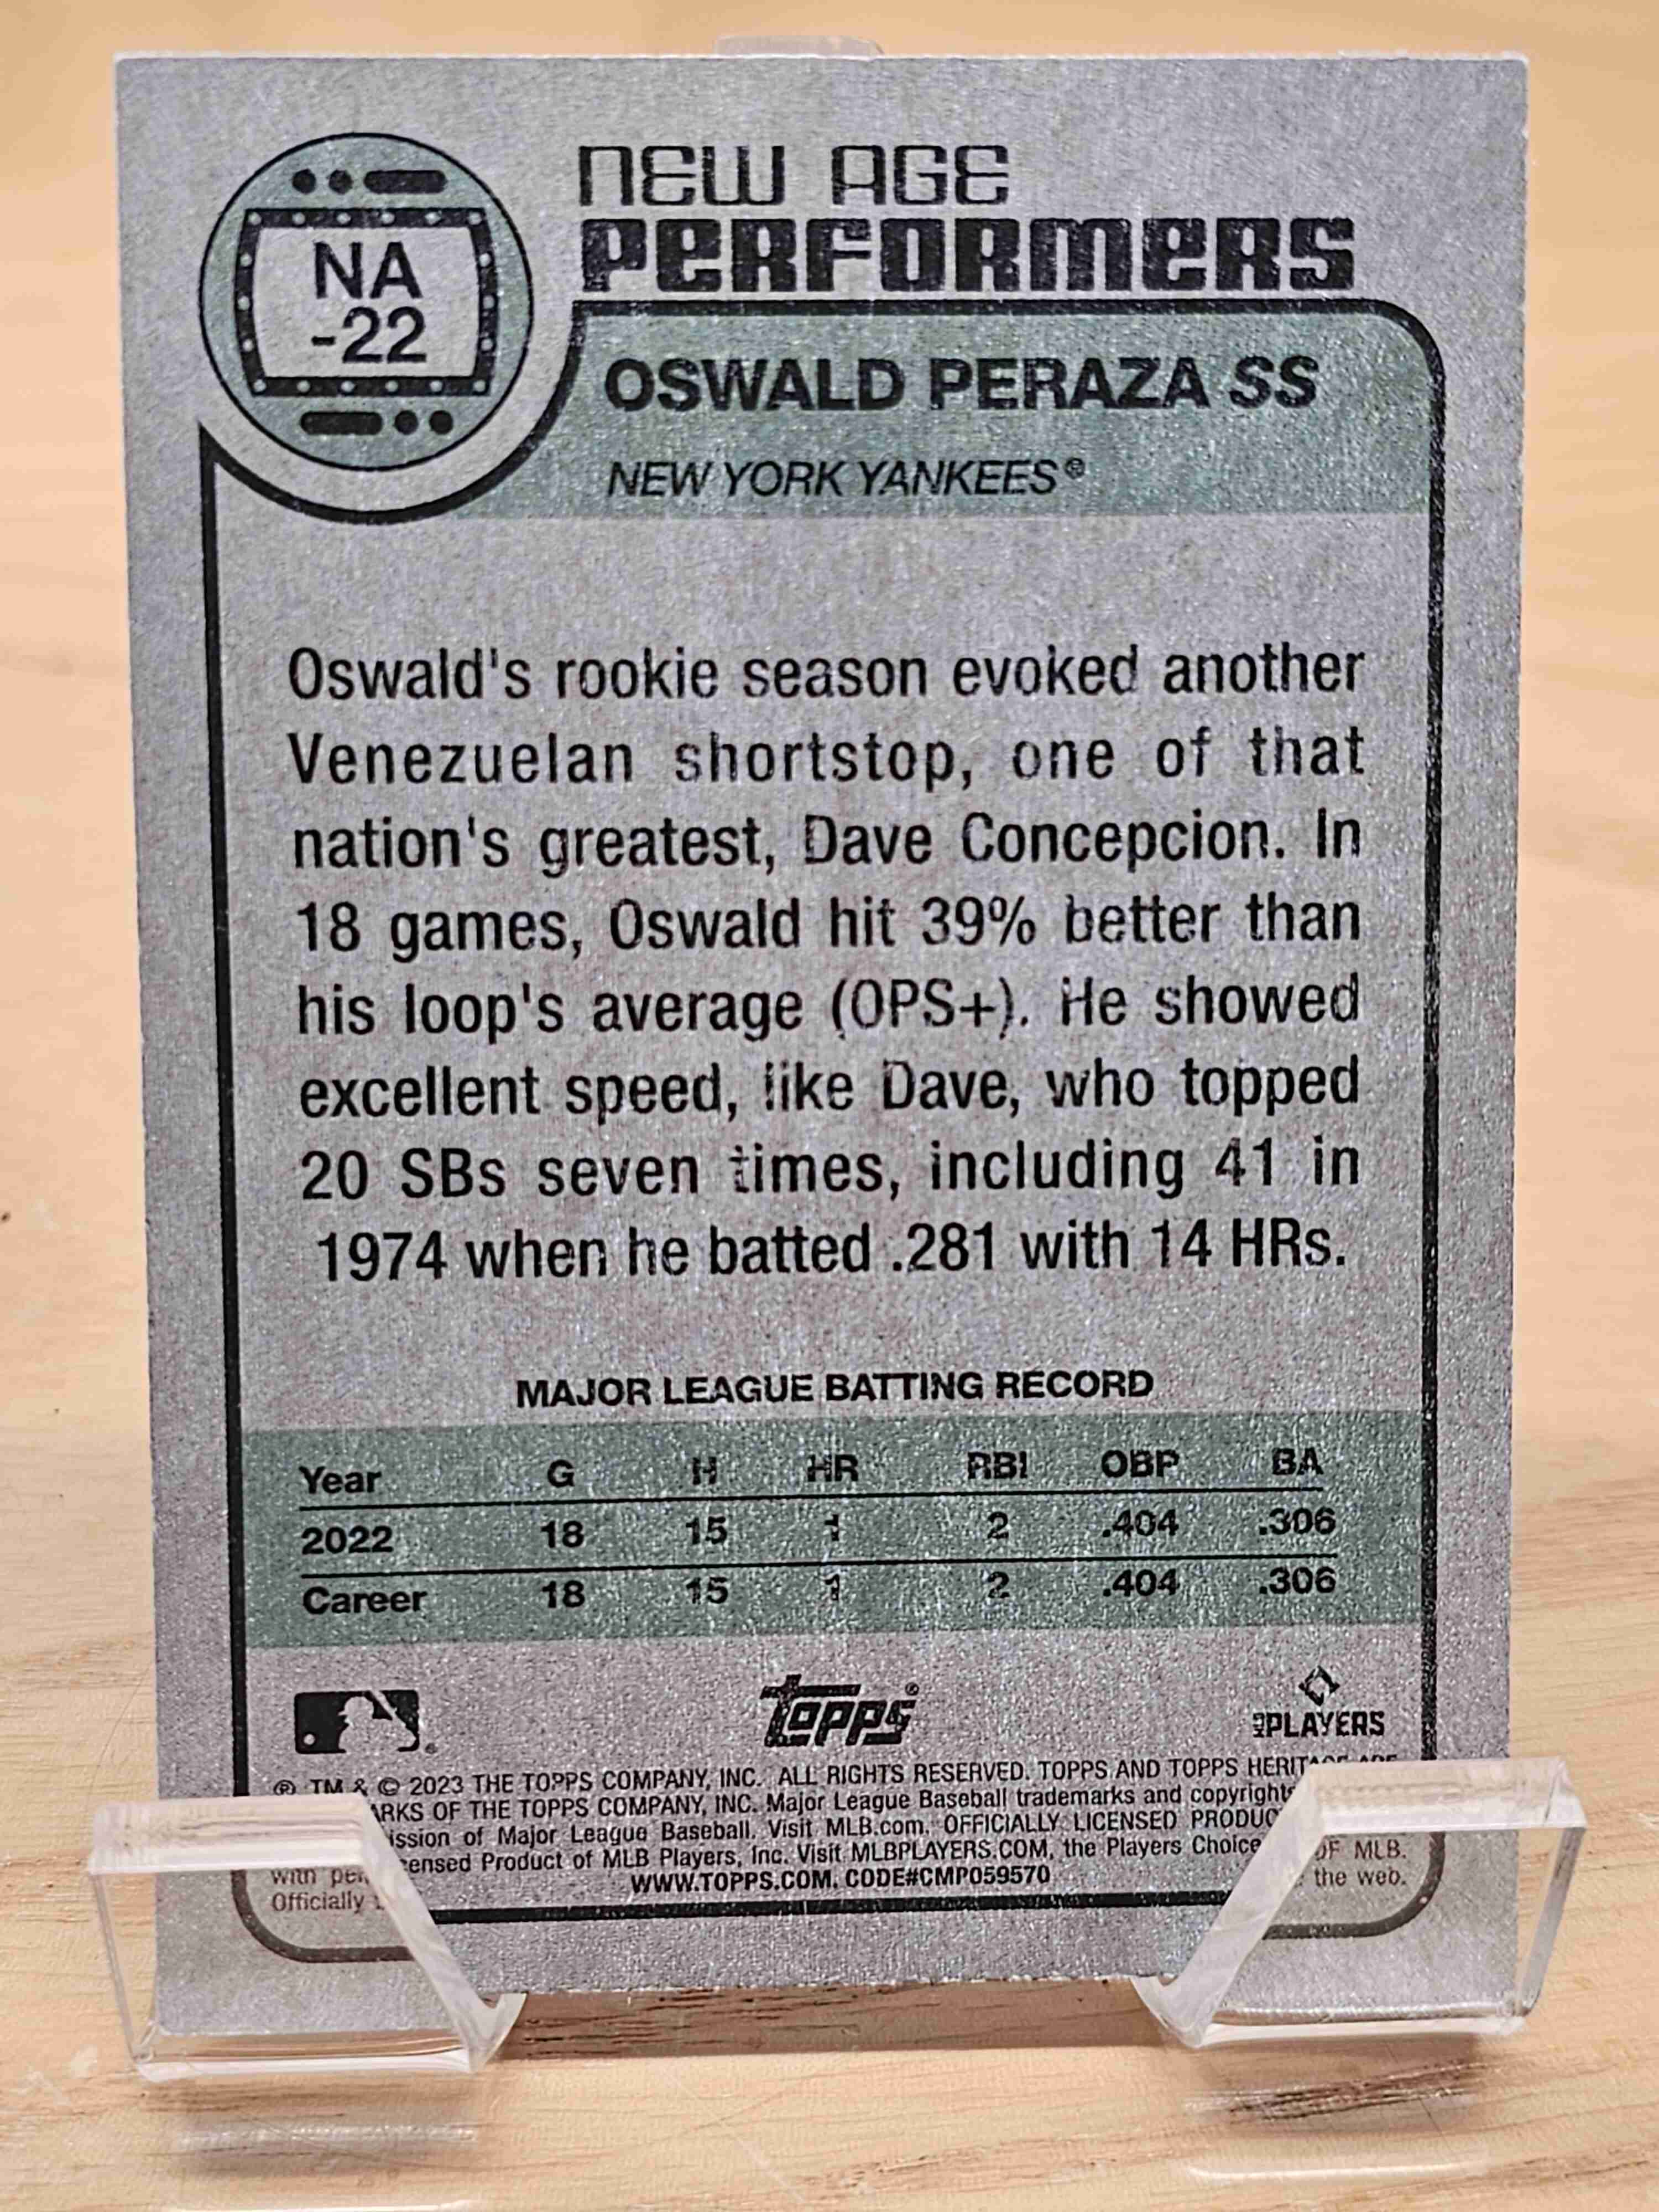 NA
-22
NEW AGE
PERFORMERS
OSWALD PERAZA SS
NEW YORK YANKEES®
Oswald's rookie season evoked another
Venezuelan shortstop, one of that
nation's greatest, Dave Concepcion. In
18 games, Oswald hit 39% better than
his loop's average (OPS+). He showed
excellent speed, like Dave, who topped
20 SBs seven times, including 41 in
1974 when he batted .281 with 14 HRs.
MAJOR LEAGUE BATTING RECORD
Year G H HR RBI OBP BA
2022 18 15 1 2 .404 .306
Career 18 15 1 2 .404 .306
topps®
PLAYERS
® TM & © 2023 THE TOPPS COMPANY, INC. ALL RIGHTS RESERVED. TOPPS AND TOPPS HERITAGE ARE
OF THE TOPPS COMPANY, INC. Major League Baseball trademarks and copyrights
of Major League Baseball. Visit MLB.com. OFFICIALLY LICENSED PRODUCT OF MLB.
Officially Product of MLB Players, Inc. Visit MLBPLAYERS.COM, the Players Choice the web.
WWW.TOPPS.COM. CODE#CMP059570